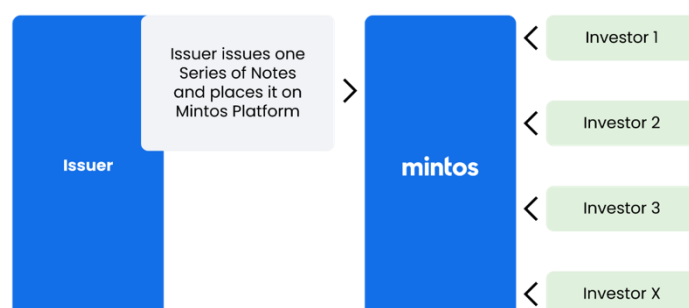 Issuer issues one
Series of Notes
and places it on
Mintos Platform
Issuer
mintos
Investor 1
Investor 2
Investor 3
Investor X